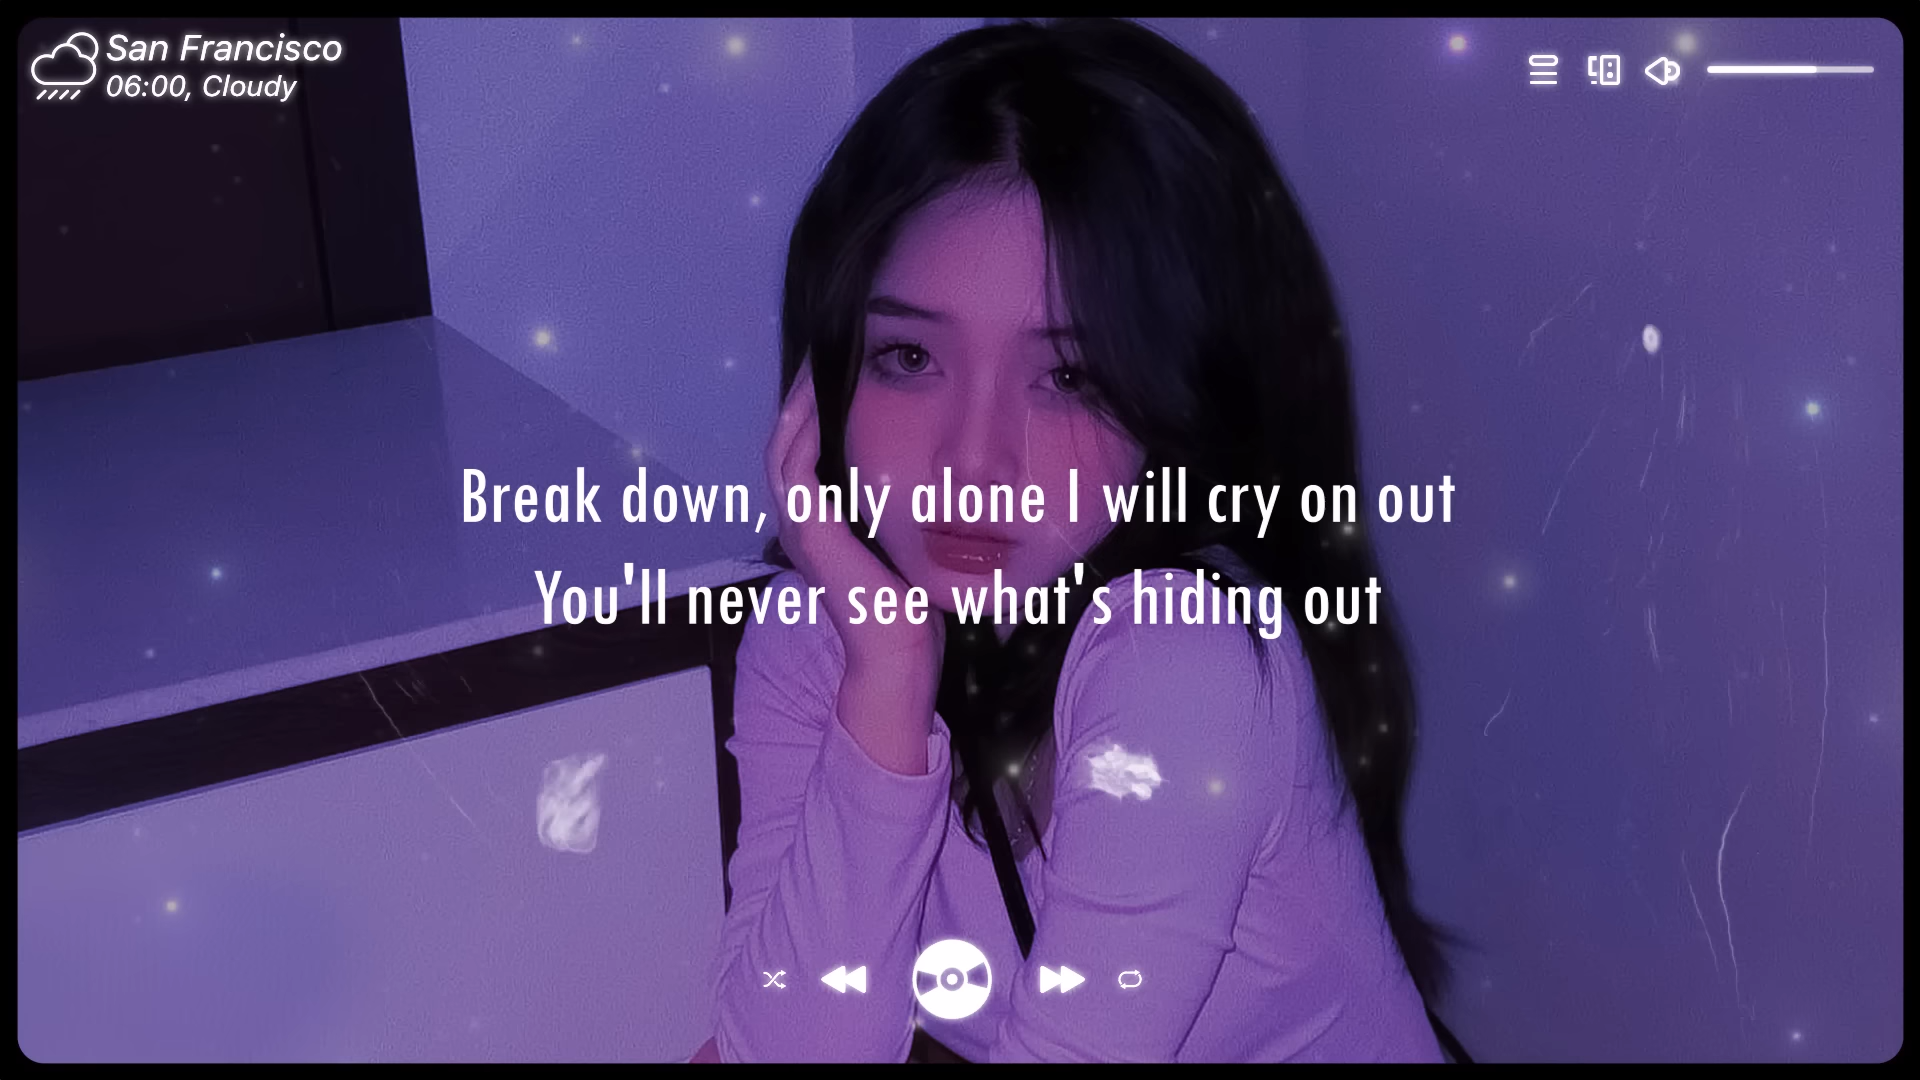 San Francisco
06:00, Cloudy
Break down, only alone I will cry on out
You'll never see what's hiding out